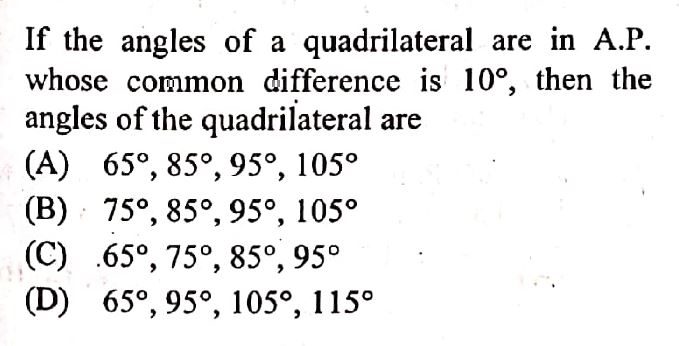 If the angles of a quadrilateral are in A.P.
whose common difference is 10°, then the
angles of the quadrilateral are
(A) 65°, 85°, 95°, 105°
(B) 75°, 85°, 95°, 105°
(C) 65°, 75°, 85°, 95°
(D) 65°, 95°, 105°, 115°